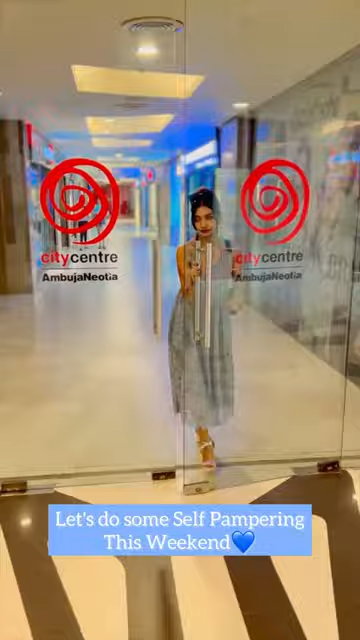 citycentre
AmbujaNeotia
citycentre
AmbujaNeotia
Let's do some Self Pampering
This Weekend💙